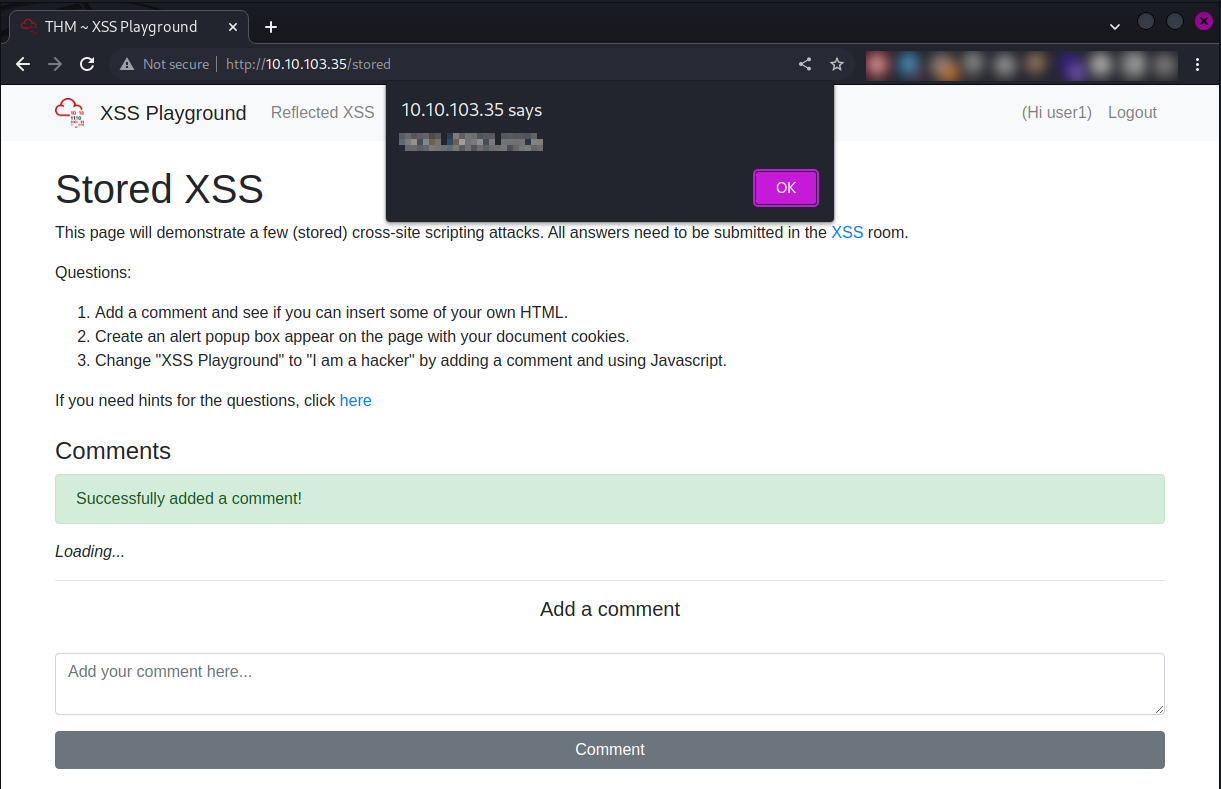 THM ~ XSS Playground
Not secure http://10.10.103.35/stored
XSS Playground Reflected XSS (Hi user1) Logout
10.10.103.35 says
OK
Stored XSS
This page will demonstrate a few (stored) cross-site scripting attacks. All answers need to be submitted in the XSS room.
Questions:
1. Add a comment and see if you can insert some of your own HTML.
2. Create an alert popup box appear on the page with your document cookies.
3. Change "XSS Playground" to "I am a hacker" by adding a comment and using Javascript.
If you need hints for the questions, click here
Comments
Successfully added a comment!
Loading...
Add a comment
Add your comment here...
Comment